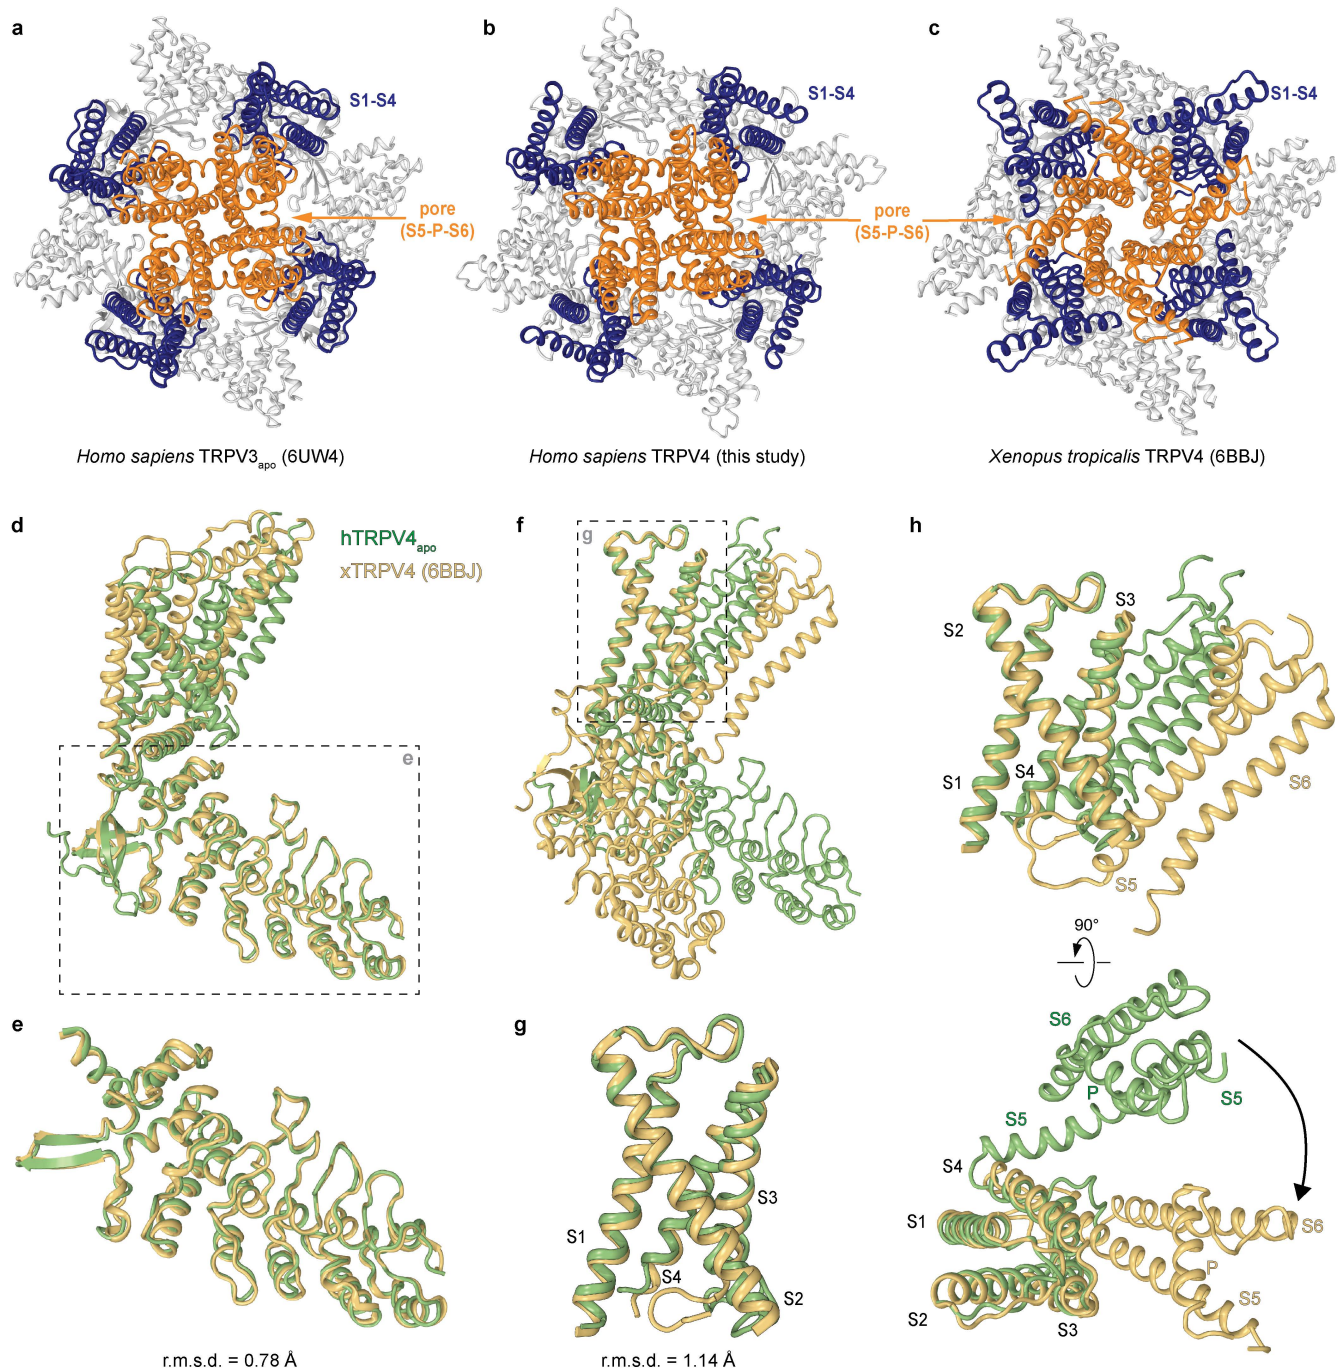 a
b
c
S1-S4
S1-S4
S1-S4
pore
(S5-P-S6)
pore
(S5-P-S6)
Homo sapiens TRPV3apo (6UW4)
Homo sapiens TRPV4 (this study)
Xenopus tropicalis TRPV4 (6BBJ)
d
hTRPV4apo
xTRPV4 (6BBJ)
e
f
g
h
S2
S3
S1
S4
S5
S6
90°
S6
P
S5
S5
S4
S1
S2
S3
S6
P
S5
e
r.m.s.d. = 0.78 Å
g
S1
S3
S4
S2
r.m.s.d. = 1.14 Å